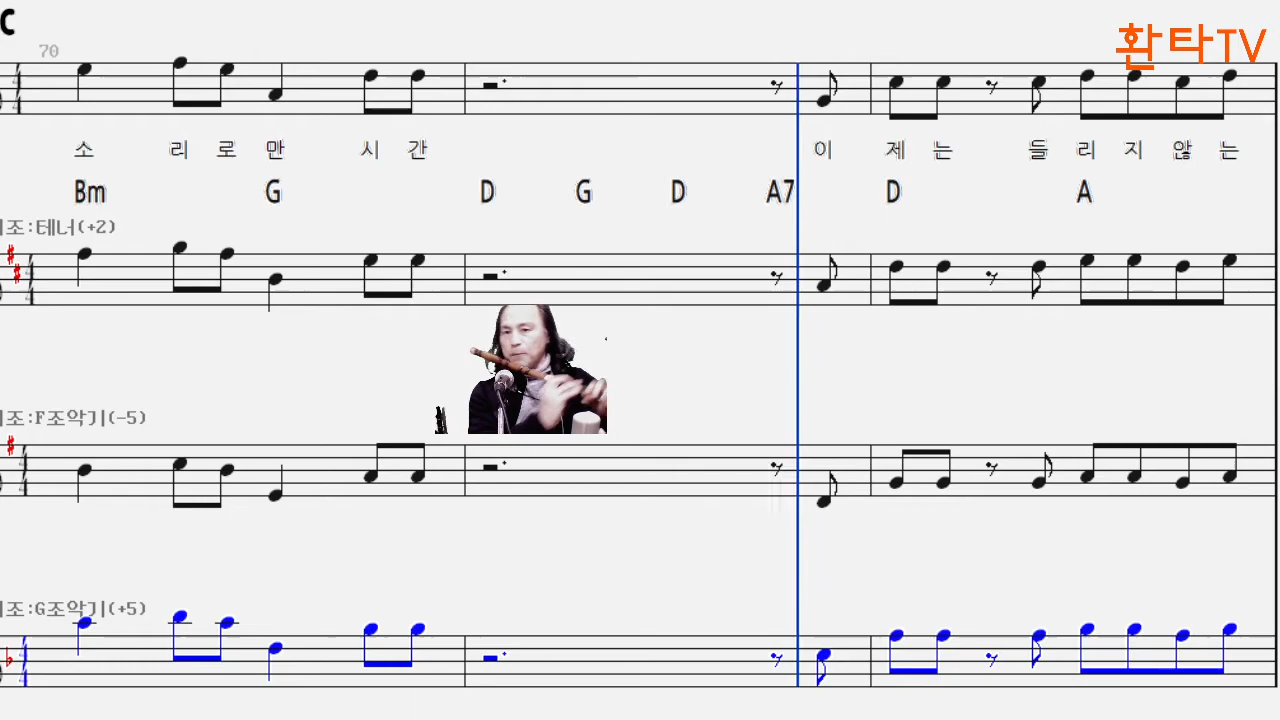 C
환타TV
70
소 리 로 만 시 간 이 제 는 들 리 지 않 는
Bm G D G D A7 D A
조:테너(+2)
조:F조악기(-5)
조:G조악기(+5)